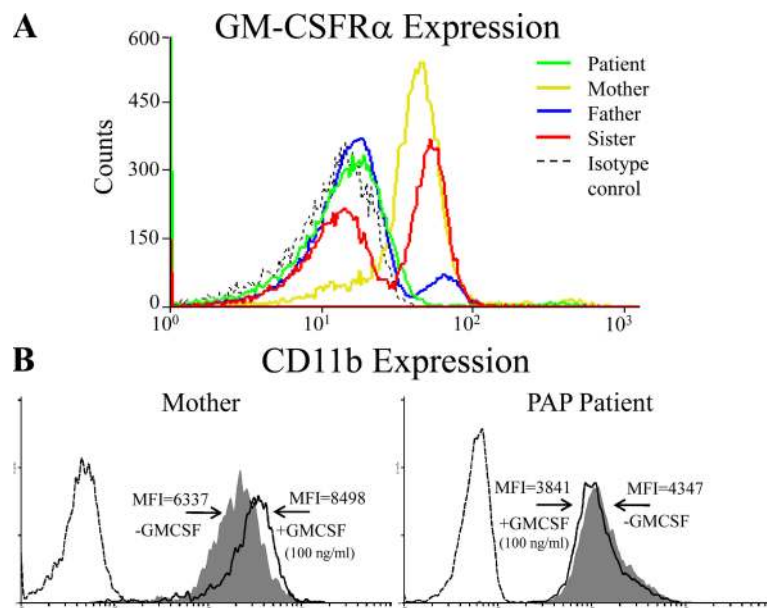 A
GM-CSFRα Expression
600
450
300
150
0
Counts
10⁰
10¹
10²
10³
Patient
Mother
Father
Sister
Isotype
conrol
B
CD11b Expression
Mother
MFI=6337
-GMCSF
MFI=8498
+GMCSF
(100 ng/ml)
PAP Patient
MFI=3841
+GMCSF
(100 ng/ml)
MFI=4347
-GMCSF